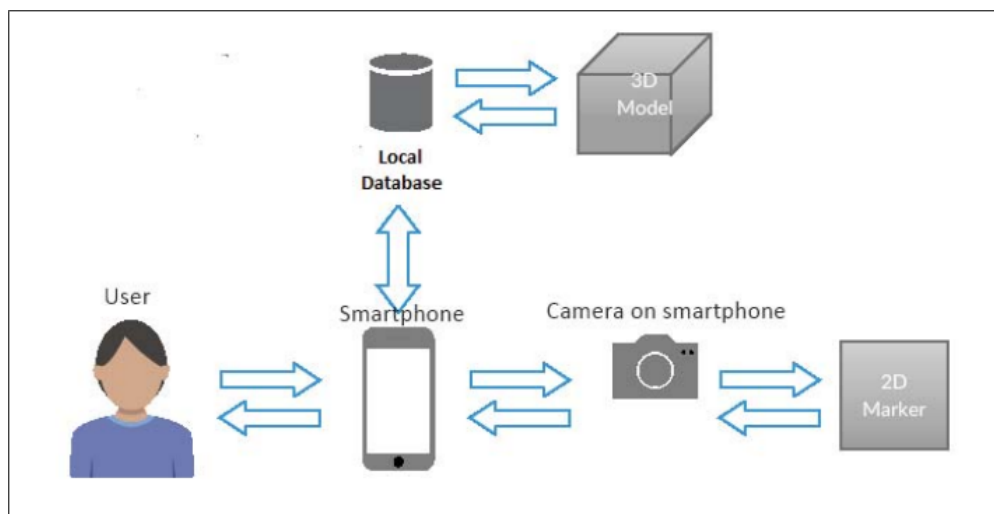 3D
Model
Local
Database
User
Smartphone
Camera on smartphone
2D
Marker